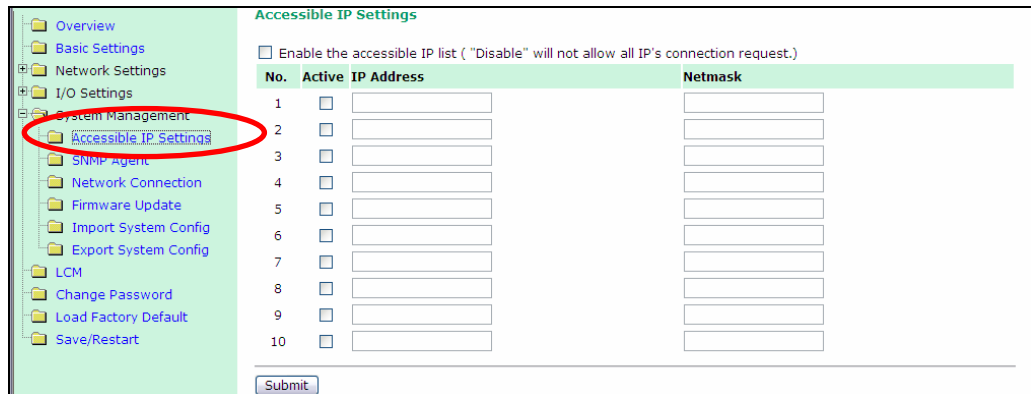 Overview
Basic Settings
Network Settings
I/O Settings
System Management
Accessible IP Settings
SNMP Agent
Network Connection
Firmware Update
Import System Config
Export System Config
LCM
Change Password
Load Factory Default
Save/Restart
Accessible IP Settings
Enable the accessible IP list ( "Disable" will not allow all IP's connection request.)
No. Active IP Address Netmask
1
2
3
4
5
6
7
8
9
10
Submit